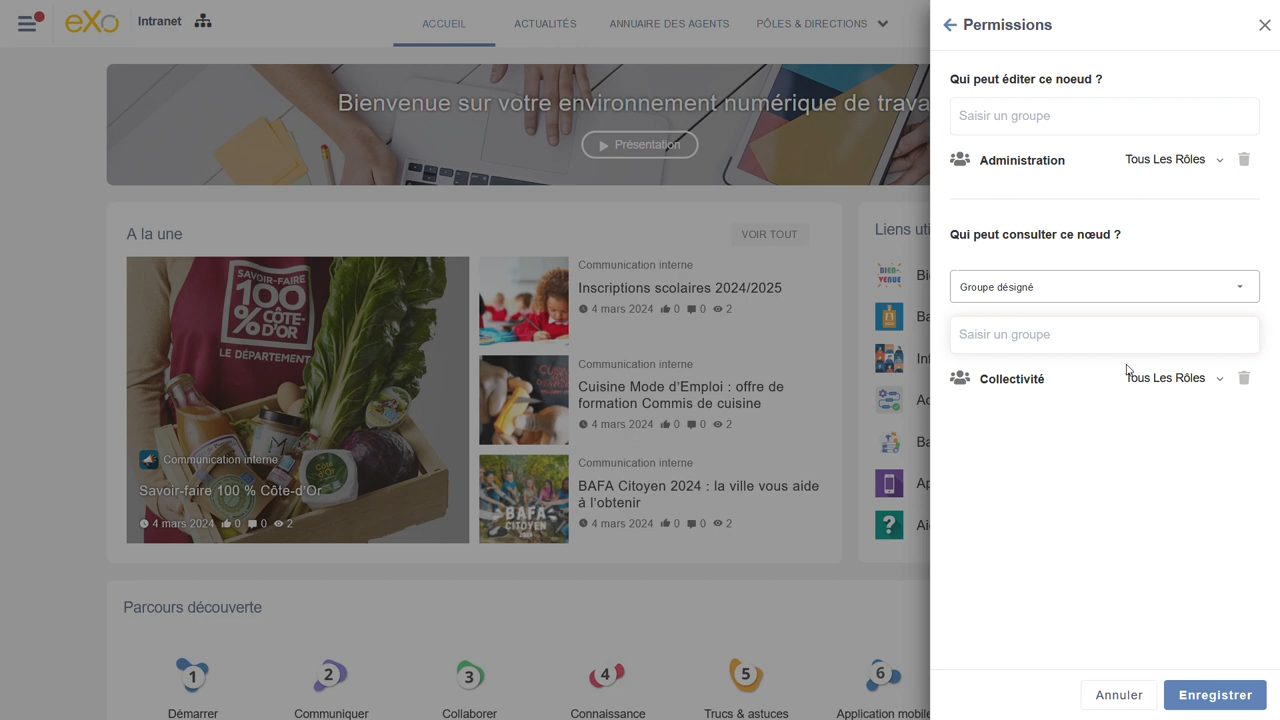 eXo
Intranet
ACCUEIL
ACTUALITÉS
ANNUAIRE DES AGENTS
PÔLES & DIRECTIONS
Bienvenue sur votre environnement numérique de trava
Présentation
A la une
VOIR TOUT
SAVOIR-FAIRE
100
% CÔTE-
D'OR
LE DÉPARTEMENT
Communication interne
Savoir-faire 100 % Côte-d'Or
4 mars 2024 0 0 2
Communication interne
Inscriptions scolaires 2024/2025
4 mars 2024 0 0 2
Communication interne
Cuisine Mode d'Emploi : offre de
formation Commis de cuisine
4 mars 2024 0 0 2
Communication interne
BAFA Citoyen 2024 : la ville vous aide
à l'obtenir
4 mars 2024 0 0 2
BAFA
CITOYEN
Liens uti
BIEN-
VENUE
Bie
Ba
Int
Ac
Ba
Ap
? Ai
Parcours découverte
1
Démarrer
2
Communiquer
3
Collaborer
4
Connaissance
5
Trucs & astuces
6
Application mobile
Permissions
Qui peut éditer ce noeud ?
Saisir un groupe
Administration Tous Les Rôles
Qui peut consulter ce nœud ?
Groupe désigné
Saisir un groupe
Collectivité Tous Les Rôles
Annuler
Enregistrer